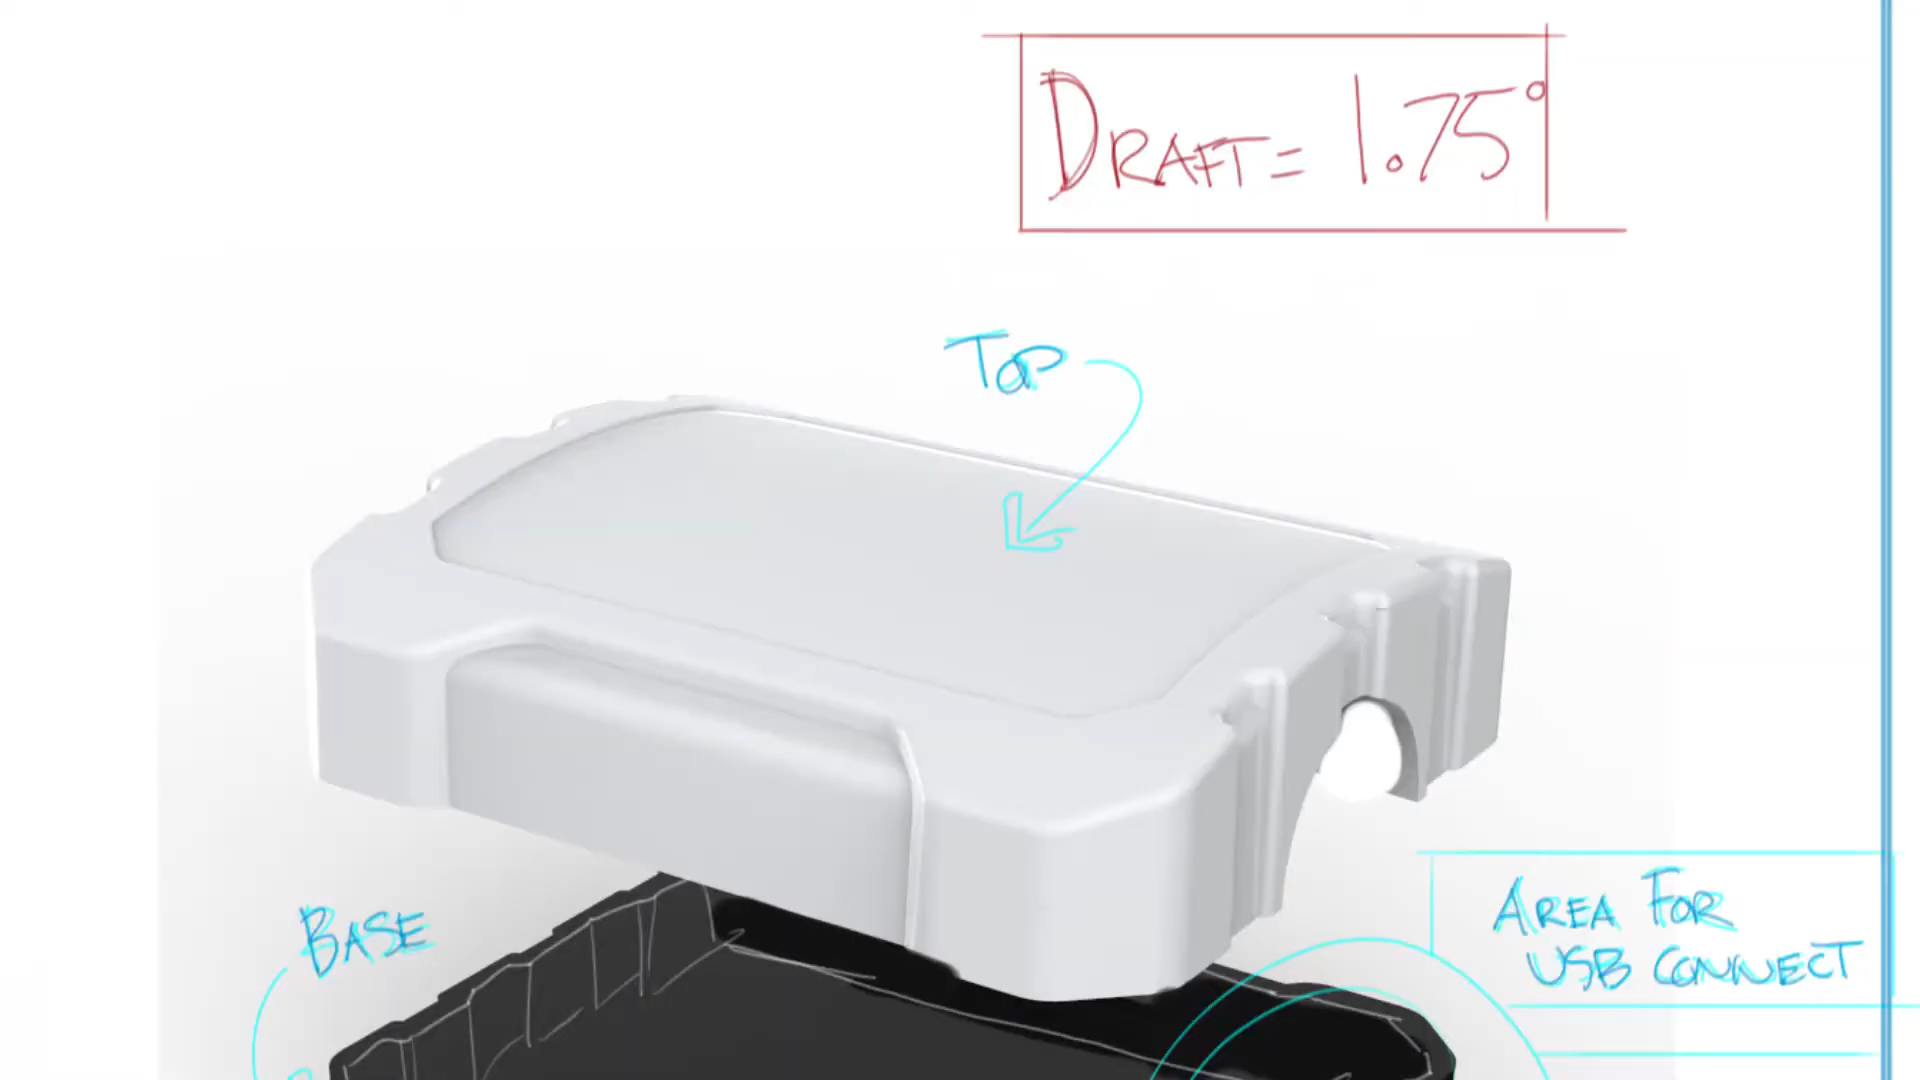 DRAFT = 1.75°
TOP
BASE
AREA FOR
USB CONNECT